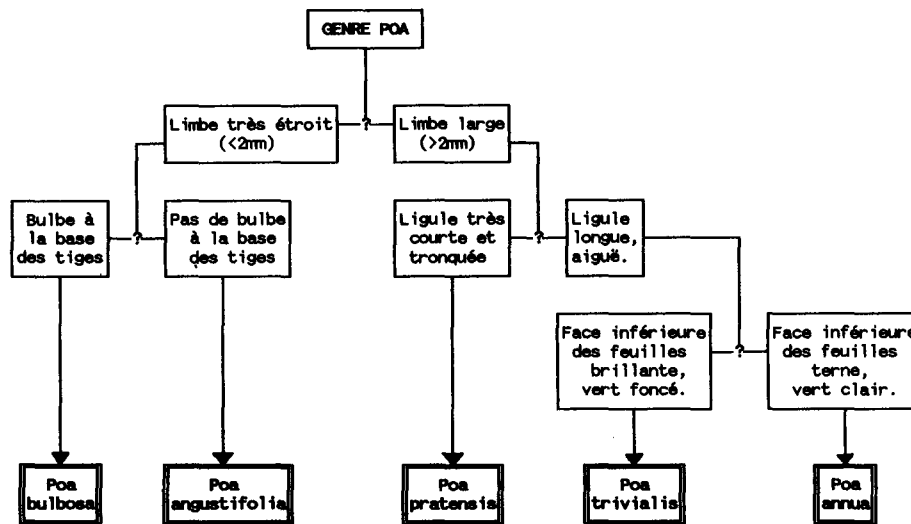 GENRE POA
Limbe très étroit
(<2mm)
?
Limbe large
(>2mm)
Bulbe à
la base
des tiges
?
Pas de bulbe
à la base
des tiges
Ligule très
courte et
tronquée
?
Ligule
longue,
aiguë.
Face inférieure
des feuilles
brillante,
vert foncé.
?
Face inférieure
des feuilles
terne,
vert clair.
Poa
bulbosa
Poa
angustifolia
Poa
pratensis
Poa
trivialis
Poa
annua